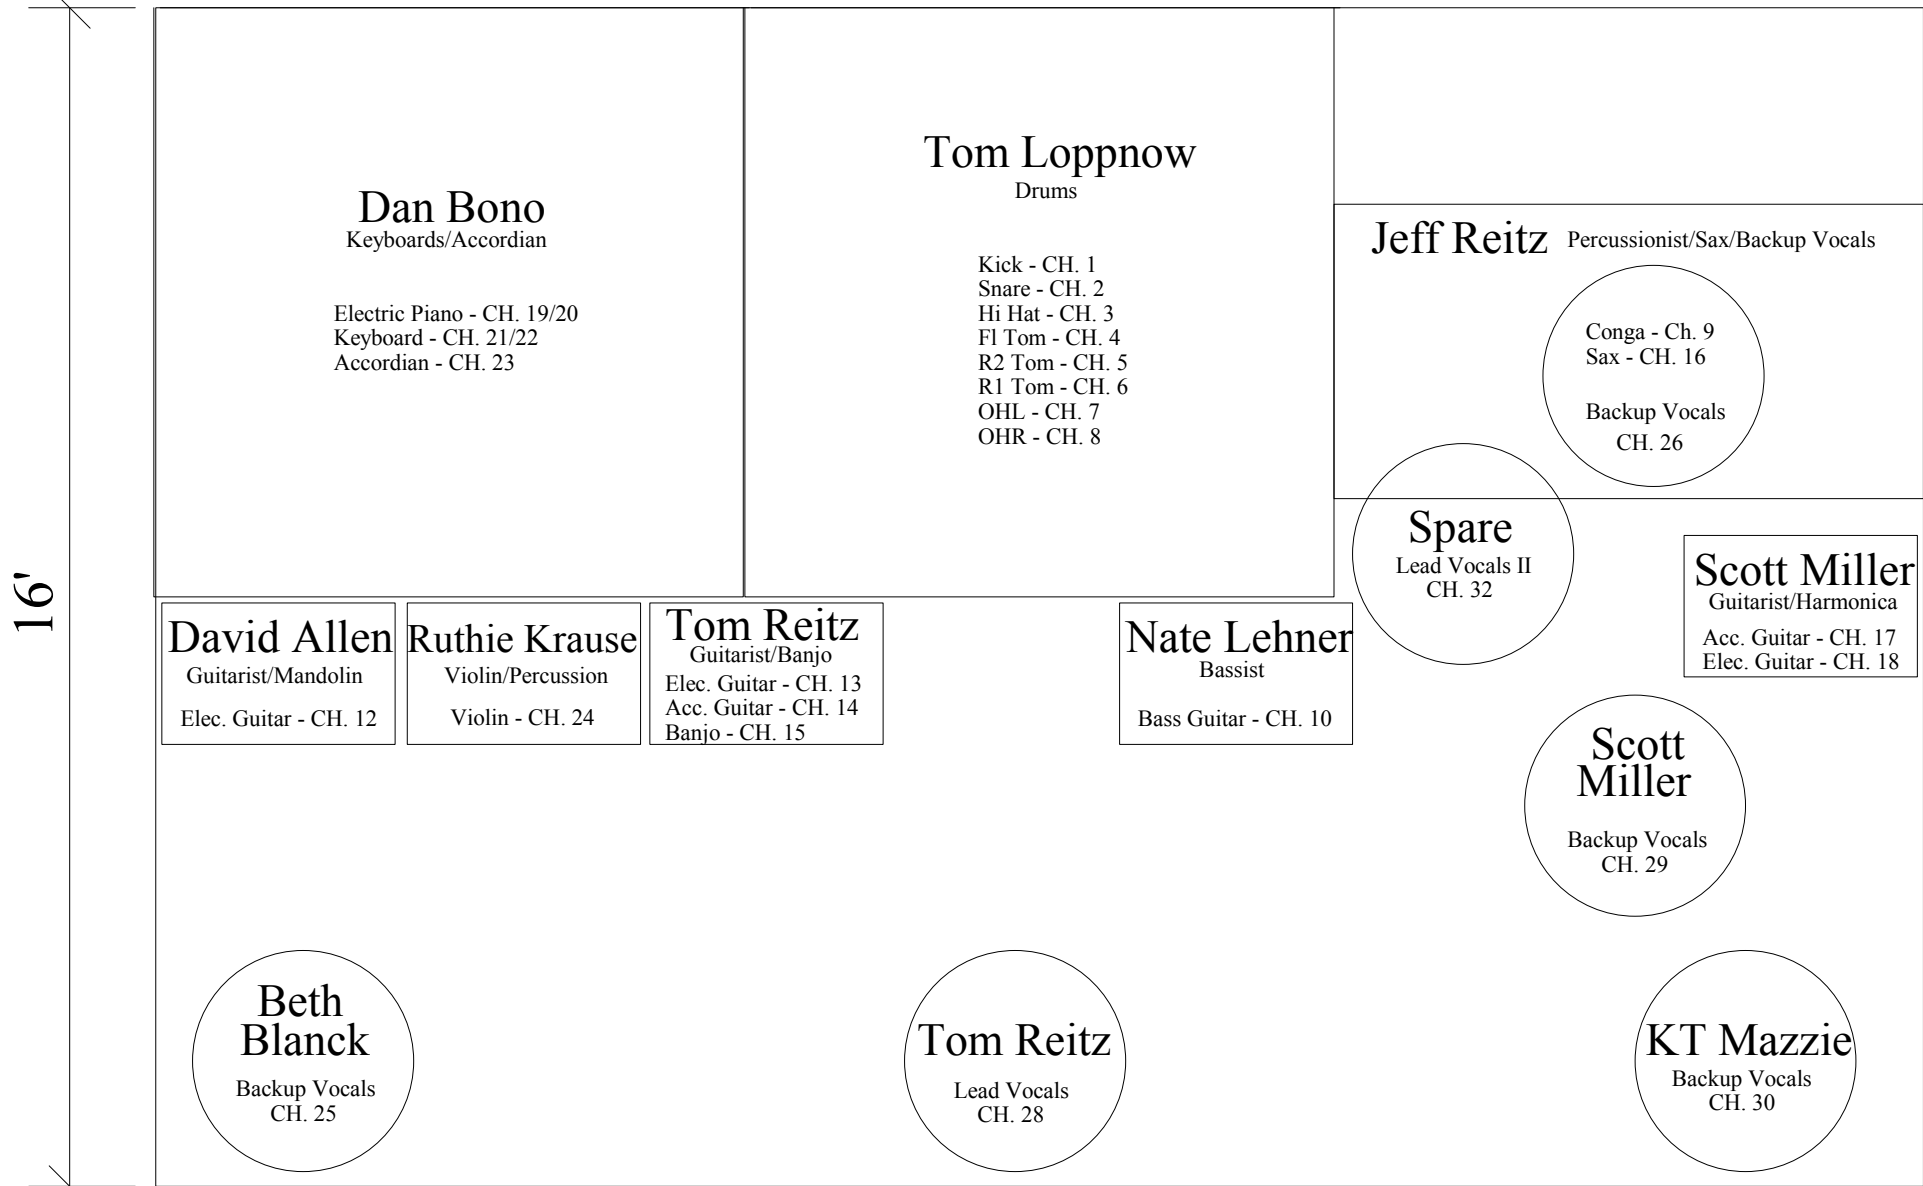 16'
Dan Bono
Keyboards/Accordian
Electric Piano - CH. 19/20
Keyboard - CH. 21/22
Accordian - CH. 23
Tom Loppnow
Drums
Kick - CH. 1
Snare - CH. 2
Hi Hat - CH. 3
Fl Tom - CH. 4
R2 Tom - CH. 5
R1 Tom - CH. 6
OHL - CH. 7
OHR - CH. 8
Jeff Reitz Percussionist/Sax/Backup Vocals
Conga - Ch. 9
Sax - CH. 16
Backup Vocals
CH. 26
Spare
Lead Vocals II
CH. 32
Scott Miller
Guitarist/Harmonica
Acc. Guitar - CH. 17
Elec. Guitar - CH. 18
David Allen
Guitarist/Mandolin
Elec. Guitar - CH. 12
Ruthie Krause
Violin/Percussion
Violin - CH. 24
Tom Reitz
Guitarist/Banjo
Elec. Guitar - CH. 13
Acc. Guitar - CH. 14
Banjo - CH. 15
Nate Lehner
Bassist
Bass Guitar - CH. 10
Scott
Miller
Backup Vocals
CH. 29
Beth
Blanck
Backup Vocals
CH. 25
Tom Reitz
Lead Vocals
CH. 28
KT Mazzie
Backup Vocals
CH. 30